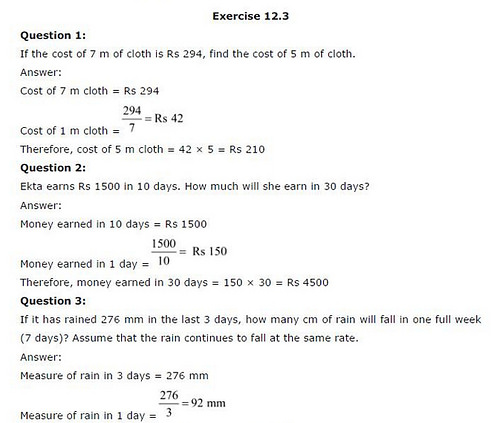 Exercise 12.3
Question 1:
If the cost of 7 m of cloth is Rs 294, find the cost of 5 m of cloth.
Answer:
Cost of 7 m cloth = Rs 294
Cost of 1 m cloth = 294/7 = Rs 42
Therefore, cost of 5 m cloth = 42 × 5 = Rs 210
Question 2:
Ekta earns Rs 1500 in 10 days. How much will she earn in 30 days?
Answer:
Money earned in 10 days = Rs 1500
Money earned in 1 day = 1500/10 = Rs 150
Therefore, money earned in 30 days = 150 × 30 = Rs 4500
Question 3:
If it has rained 276 mm in the last 3 days, how many cm of rain will fall in one full week
(7 days)? Assume that the rain continues to fall at the same rate.
Answer:
Measure of rain in 3 days = 276 mm
Measure of rain in 1 day = 276/3 = 92 mm